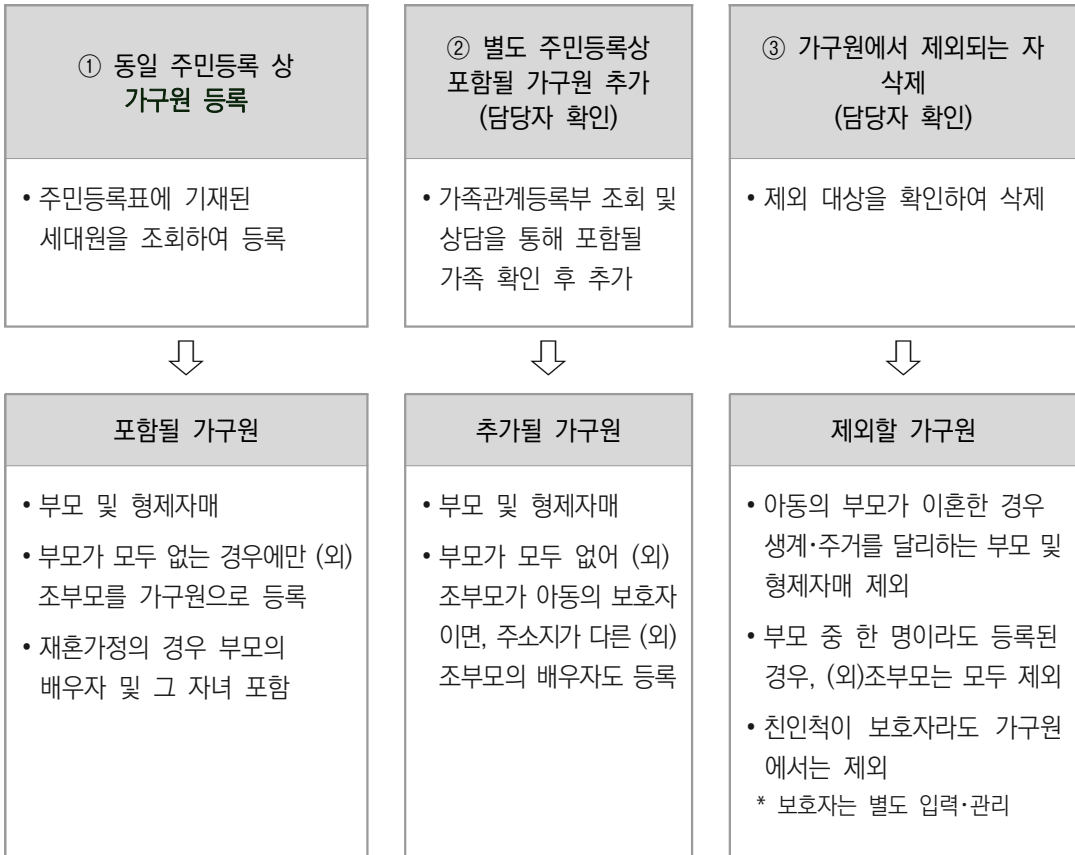 ① 동일 주민등록 상
가구원 등록
• 주민등록표에 기재된
세대원을 조회하여 등록
② 별도 주민등록상
포함될 가구원 추가
(담당자 확인)
• 가족관계등록부 조회 및
상담을 통해 포함될
가족 확인 후 추가
③ 가구원에서 제외되는 자
삭제
(담당자 확인)
• 제외 대상을 확인하여 삭제
포함될 가구원
• 부모 및 형제자매
• 부모가 모두 없는 경우에만 (외)
조부모를 가구원으로 등록
• 재혼가정의 경우 부모의
배우자 및 그 자녀 포함
추가될 가구원
• 부모 및 형제자매
• 부모가 모두 없어 (외)
조부모가 아동의 보호자
이면, 주소지가 다른 (외)
조부모의 배우자도 등록
제외할 가구원
• 아동의 부모가 이혼한 경우
생계·주거를 달리하는 부모 및
형제자매 제외
• 부모 중 한 명이라도 등록된
경우, (외)조부모는 모두 제외
• 친인척이 보호자라도 가구원
에서는 제외
* 보호자는 별도 입력·관리